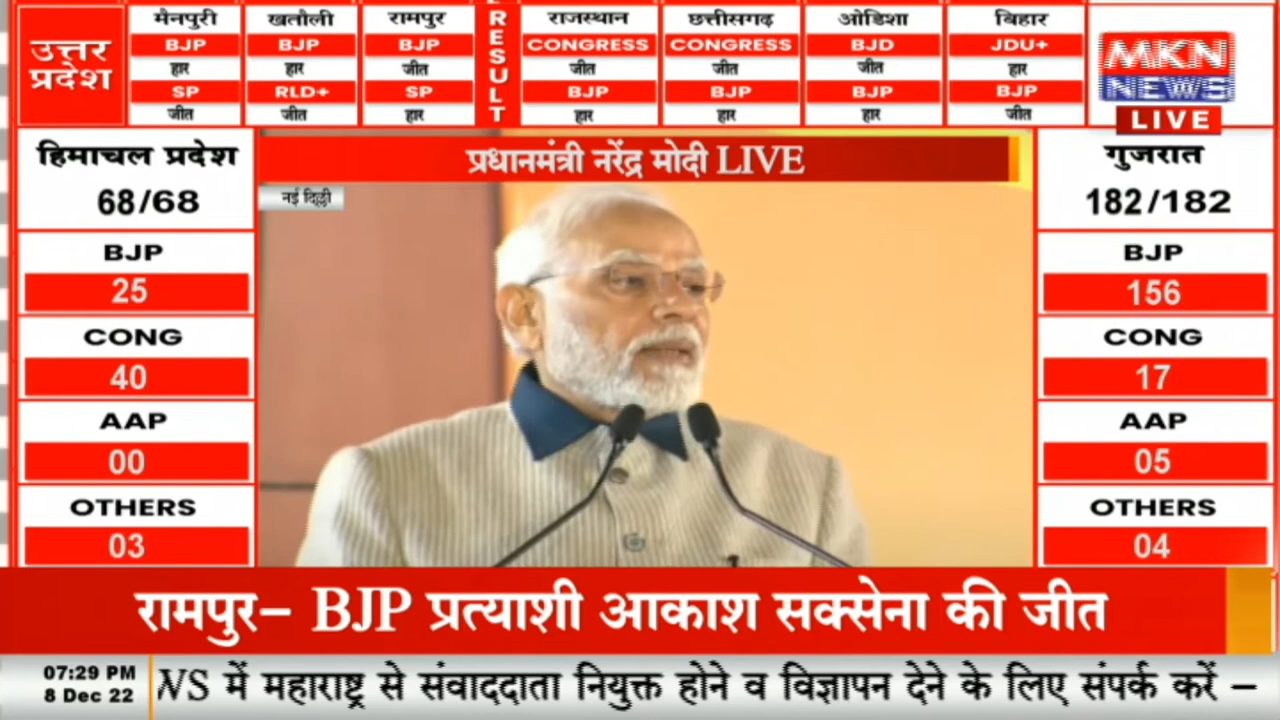 उत्तर
प्रदेश
मैनपुरी
BJP
हार
SP
जीत
खतौली
BJP
हार
RLD+
जीत
रामपुर
BJP
जीत
SP
हार
RESULT
राजस्थान
CONGRESS
जीत
BJP
हार
छत्तीसगढ़
CONGRESS
जीत
BJP
हार
ओडिशा
BJD
जीत
BJP
हार
बिहार
JDU+
हार
BJP
जीत
MKN
NEWS
LIVE
हिमाचल प्रदेश
68/68
BJP
25
CONG
40
AAP
00
OTHERS
03
प्रधानमंत्री नरेंद्र मोदी LIVE
नई दिल्ली
गुजरात
182/182
BJP
156
CONG
17
AAP
05
OTHERS
04
रामपुर– BJP प्रत्याशी आकाश सक्सेना की जीत
07:29 PM
8 Dec 22
WS में महाराष्ट्र से संवाददाता नियुक्त होने व विज्ञापन देने के लिए संपर्क करें –